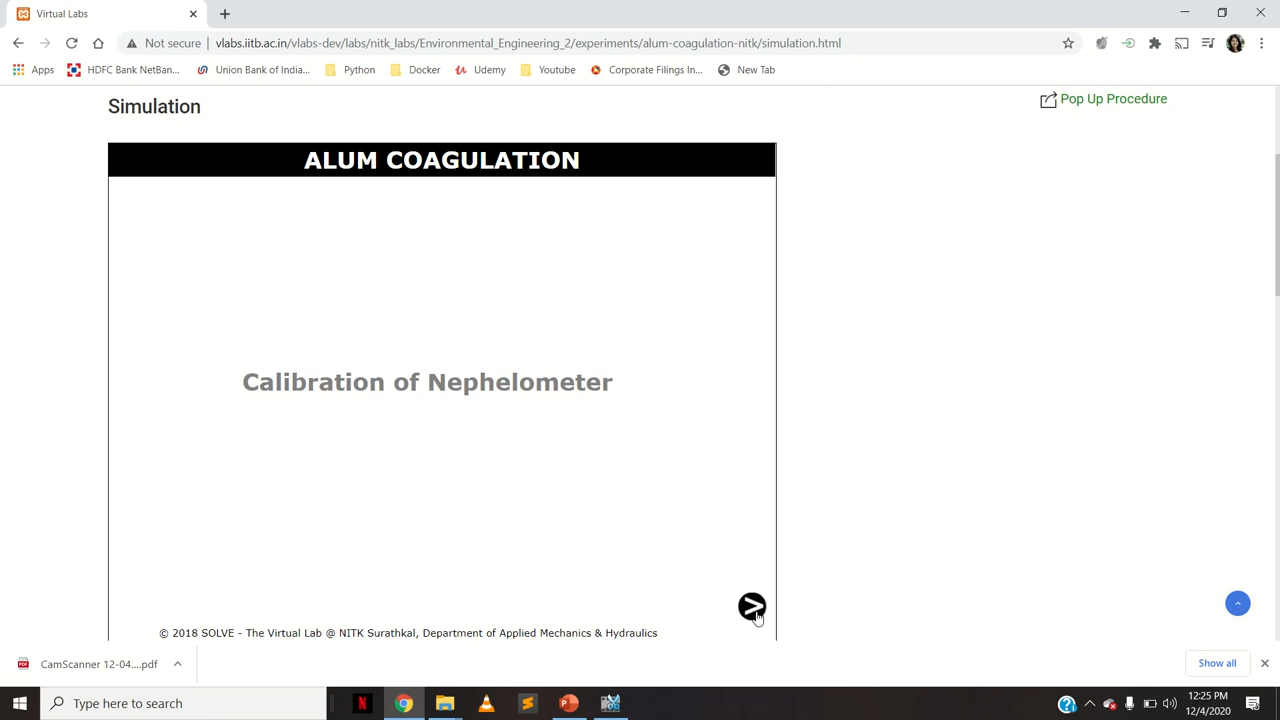 Virtual Labs
Not secure
vlabs.iitb.ac.in/vlabs-dev/labs/nitk_labs/Environmental_Engineering_2/experiments/alum-coagulation-nitk/simulation.html
Apps
HDFC Bank NetBan...
Union Bank of India...
Python
Docker
Udemy
Youtube
Corporate Filings In...
New Tab
Simulation
Pop Up Procedure
ALUM COAGULATION
Calibration of Nephelometer
© 2018 SOLVE - The Virtual Lab @ NITK Surathkal, Department of Applied Mechanics & Hydraulics
CamScanner 12-04....pdf
Show all
Type here to search
12:25 PM
12/4/2020